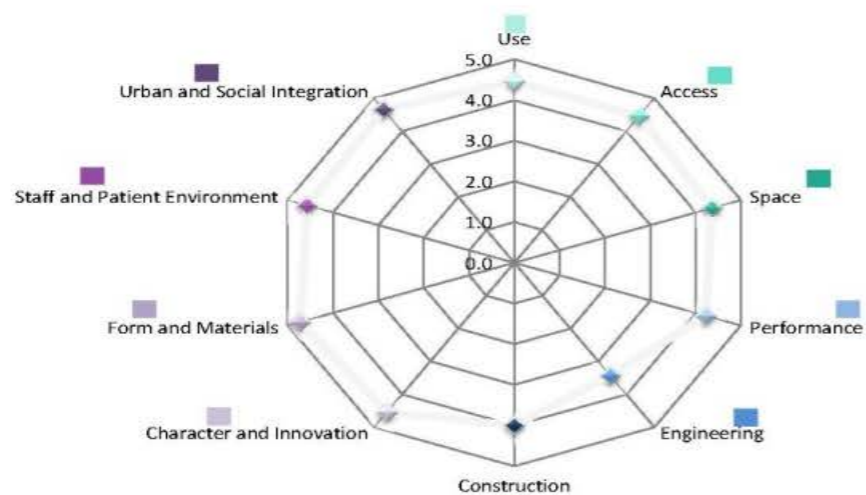 Use
5.0
Urban and Social Integration
Access
4.0
3.0
Staff and Patient Environment
2.0
Space
1.0
0.0
Form and Materials
Performance
Character and Innovation
Engineering
Construction